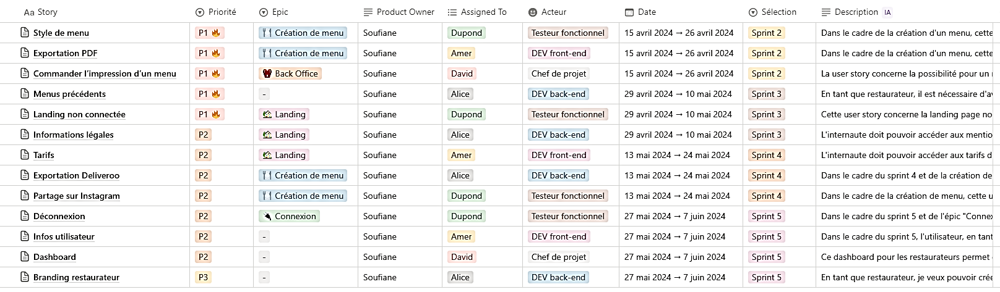 Aa Story Priorité Epic Product Owner Assigned To Acteur Date Sélection Description IA
Style de menu P1 🔥 🍴 Création de menu Soufiane Dupond Testeur fonctionnel 15 avril 2024 → 26 avril 2024 Sprint 2 Dans le cadre de la création d'un menu, cette
Exportation PDF P1 🔥 🍴 Création de menu Soufiane Amer DEV front-end 15 avril 2024 → 26 avril 2024 Sprint 2 Dans le cadre de la création d'un menu, cette
Commander l’impression d’un menu P1 🔥 Back Office Soufiane David Chef de projet 15 avril 2024 → 26 avril 2024 Sprint 2 La user story concerne la possibilité pour un
Menus précédents P1 🔥 - Soufiane Alice DEV back-end 29 avril 2024 → 10 mai 2024 Sprint 3 En tant que restaurateur, il est nécessaire d'av
Landing non connectée P1 🔥 🏡 Landing Soufiane Dupond Testeur fonctionnel 29 avril 2024 → 10 mai 2024 Sprint 3 Cette user story concerne la landing page no
Informations légales P2 🏡 Landing Soufiane Alice DEV back-end 29 avril 2024 → 10 mai 2024 Sprint 3 L'internaute doit pouvoir accéder aux mentio
Tarifs P2 🏡 Landing Soufiane Amer DEV front-end 13 mai 2024 → 24 mai 2024 Sprint 4 L'internaute doit pouvoir accéder aux tarifs d
Exportation Deliveroo P2 🍴 Création de menu Soufiane Alice DEV back-end 13 mai 2024 → 24 mai 2024 Sprint 4 Dans le cadre du sprint 4 et de la création de
Partage sur Instagram P2 🍴 Création de menu Soufiane Dupond Testeur fonctionnel 13 mai 2024 → 24 mai 2024 Sprint 4 Dans le cadre de la création de menu, cette u
Déconnexion P2 🔌 Connexion Soufiane Dupond Testeur fonctionnel 27 mai 2024 → 7 juin 2024 Sprint 5 Dans le cadre du sprint 5 et de l'épic "Connex
Infos utilisateur P2 - Soufiane Amer DEV front-end 27 mai 2024 → 7 juin 2024 Sprint 5 Dans le cadre du sprint 5, l'utilisateur, en tant
Dashboard P2 - Soufiane David Chef de projet 27 mai 2024 → 7 juin 2024 Sprint 5 Ce dashboard pour les restaurateurs permet
Branding restaurateur P3 - Soufiane Alice DEV back-end 27 mai 2024 → 7 juin 2024 Sprint 5 En tant que restaurateur, je veux pouvoir crée